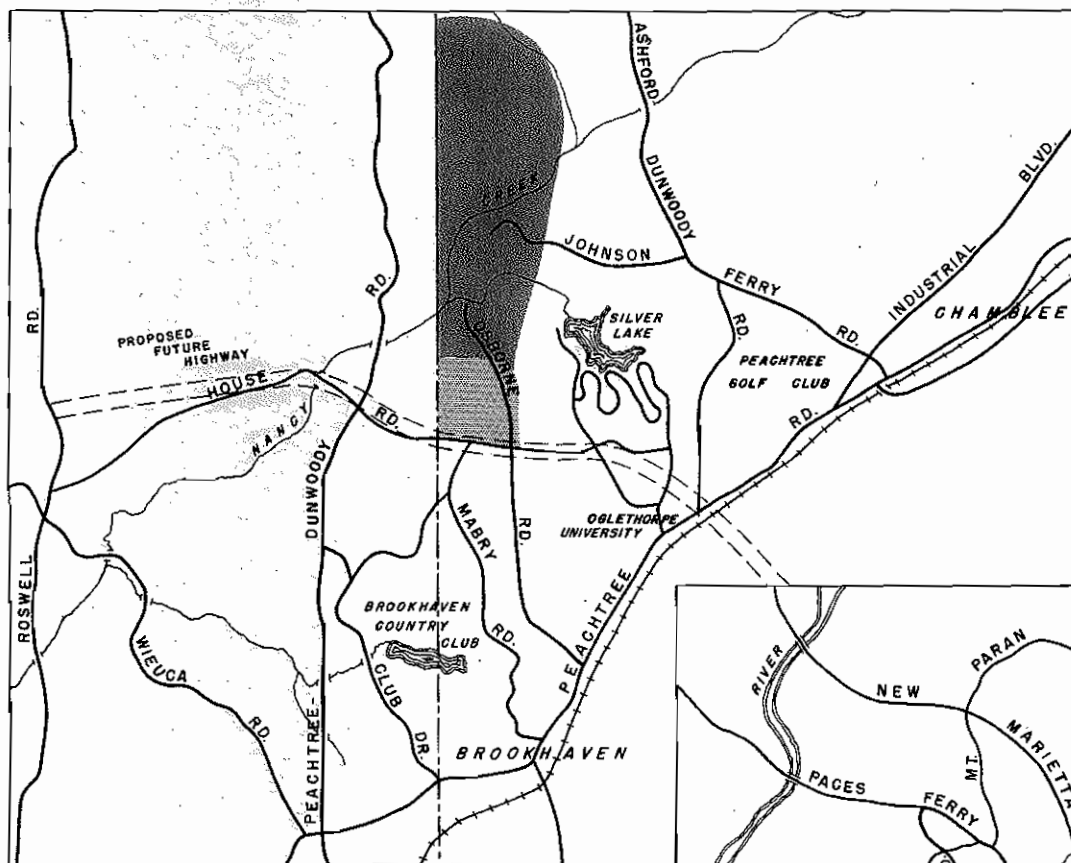 ASHFORD
DUNWOODY
FERRY
RD.
INDUSTRIAL
BLVD.
CHAMBLEE
CREEK
JOHNSON
RD.
RD.
RD.
PROPOSED
FUTURE
HIGHWAY
HOUSE
RD.
NANCY
DUNWOODY
OSBORNE
RD.
SILVER
LAKE
PEACHTREE
GOLF CLUB
RD.
OGLETHORPE
UNIVERSITY
MABRY
RD.
BROOKHAVEN
COUNTRY
CLUB
CLUB
DR.
PEACHTREE
ROSWELL
WIEUCA
RD.
PEACHTREE-
BROOKHAVEN
RIVER
PARAN
NEW
MARIETTA
MT.
PACES
FERRY